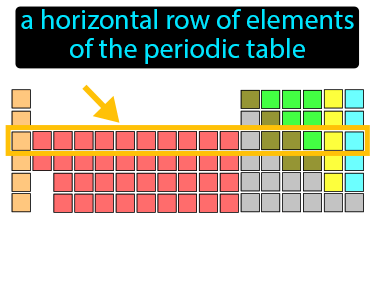 a horizontal row of elements
of the periodic table